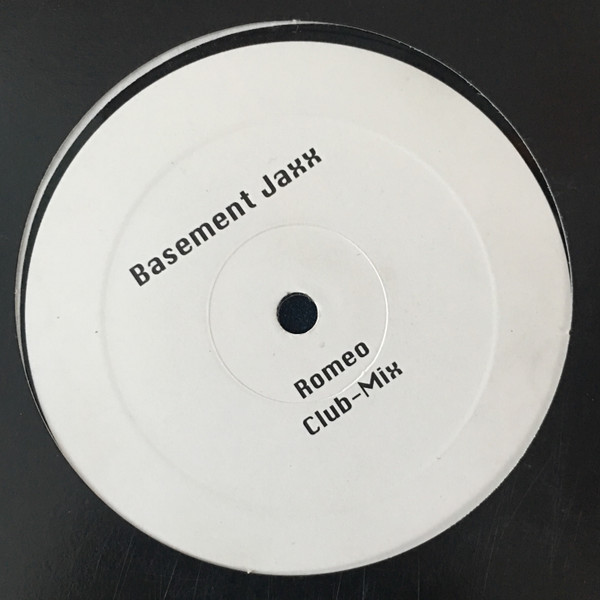 Basement Jaxx
Romeo
Club-Mix